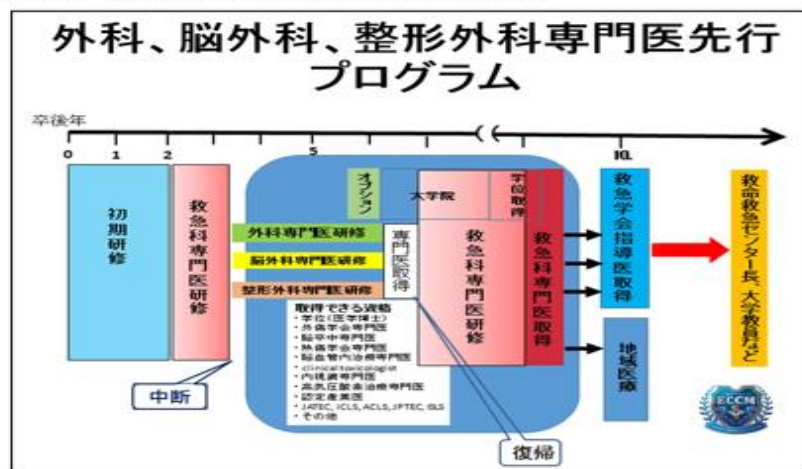 外科、脳外科、整形外科専門医先行
プログラム
卒後年
0 1 2 5 10
初期研修
救急科専門医研修
オプション
大学院
学位取得
外科専門医研修
脳外科専門医研修
整形外科専門医研修
専門医取得
救急科専門医研修
救急科専門医取得
救急学会指導医取得
地域医療
救命救急センター長、大学教員など
取得できる資格
・学位(医学博士)
・外傷学会専門医
・脳卒中専門医
・熱傷学会専門医
・脳血管内治療専門医
・clinical toxicologist
・内視鏡専門医
・高気圧酸素治療専門医
・認定産業医
・JATEC, ICLS, ACLS, JPTEC, BLS
・その他
中断
復帰
ECCM